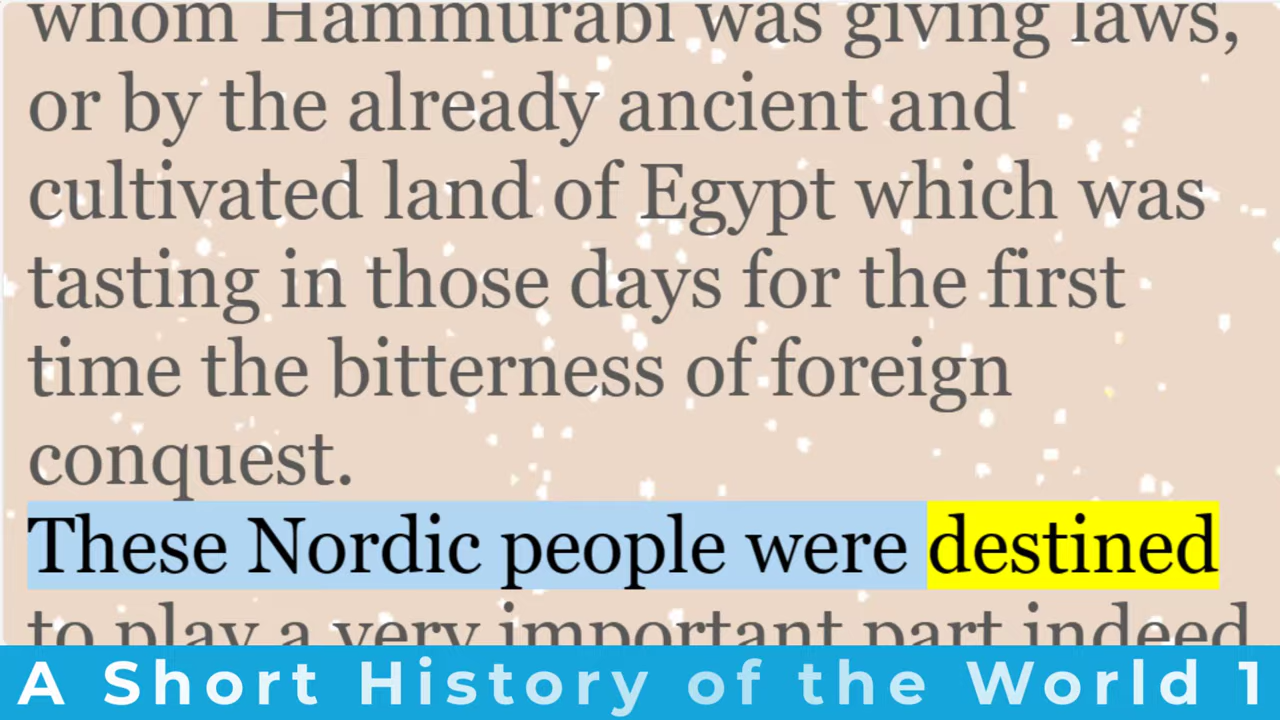 whom Hammurabi was giving laws,
or by the already ancient and
cultivated land of Egypt which was
tasting in those days for the first
time the bitterness of foreign
conquest.
These Nordic people were destined
to play a very important part indeed
A Short History of the World 1